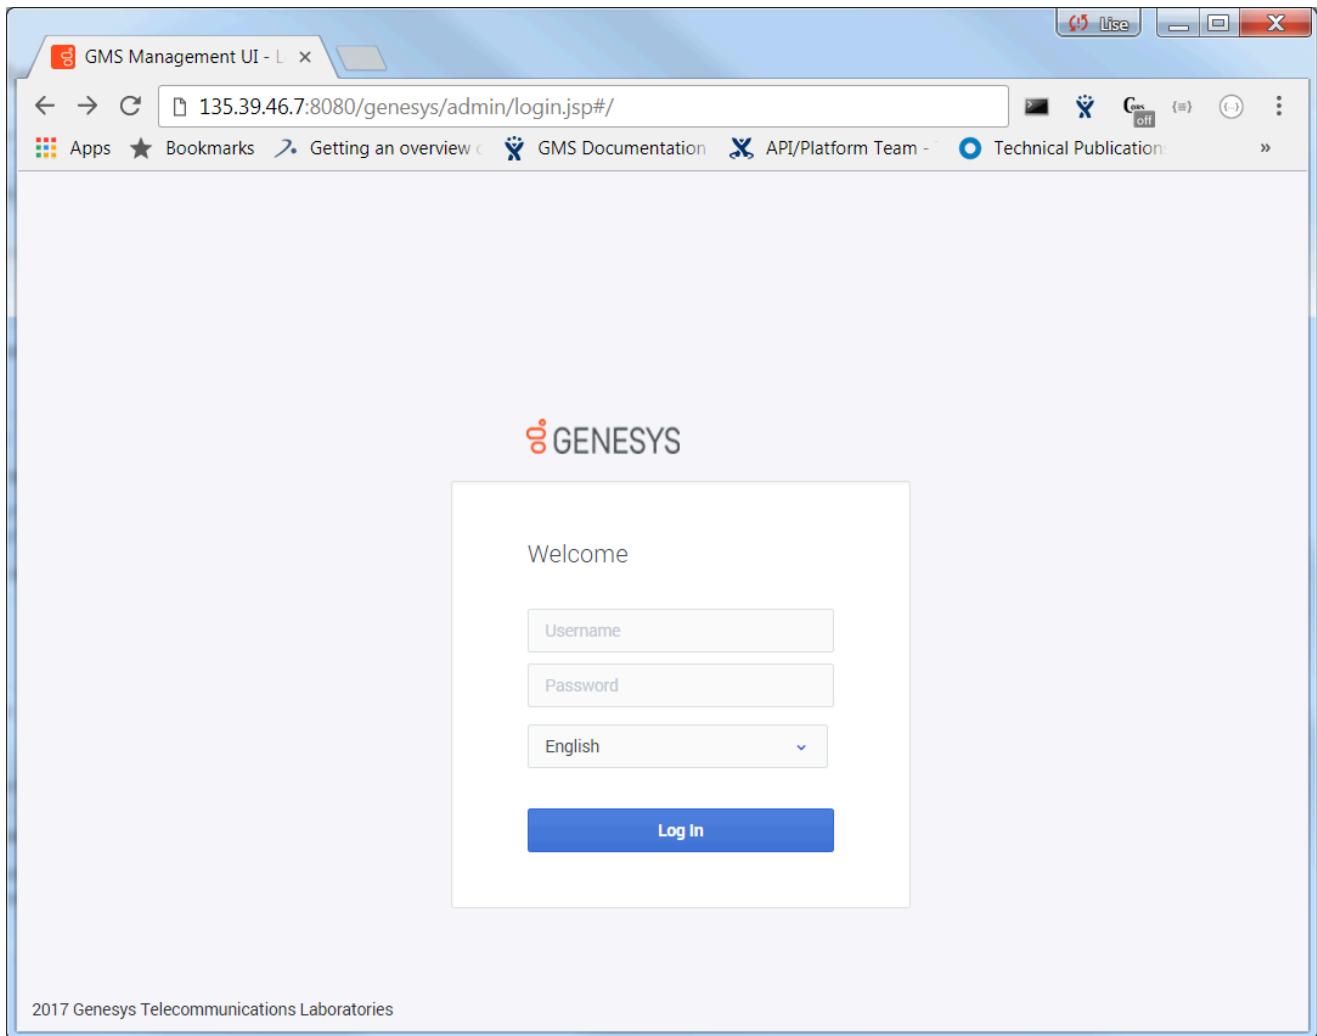 Lise
GMS Management UI - L
135.39.46.7:8080/genesys/admin/login.jsp#/
CORS
off
Apps
Bookmarks
Getting an overview
GMS Documentation
API/Platform Team -
Technical Publication
»
GENESYS
Welcome
Username
Password
English
Log In
2017 Genesys Telecommunications Laboratories